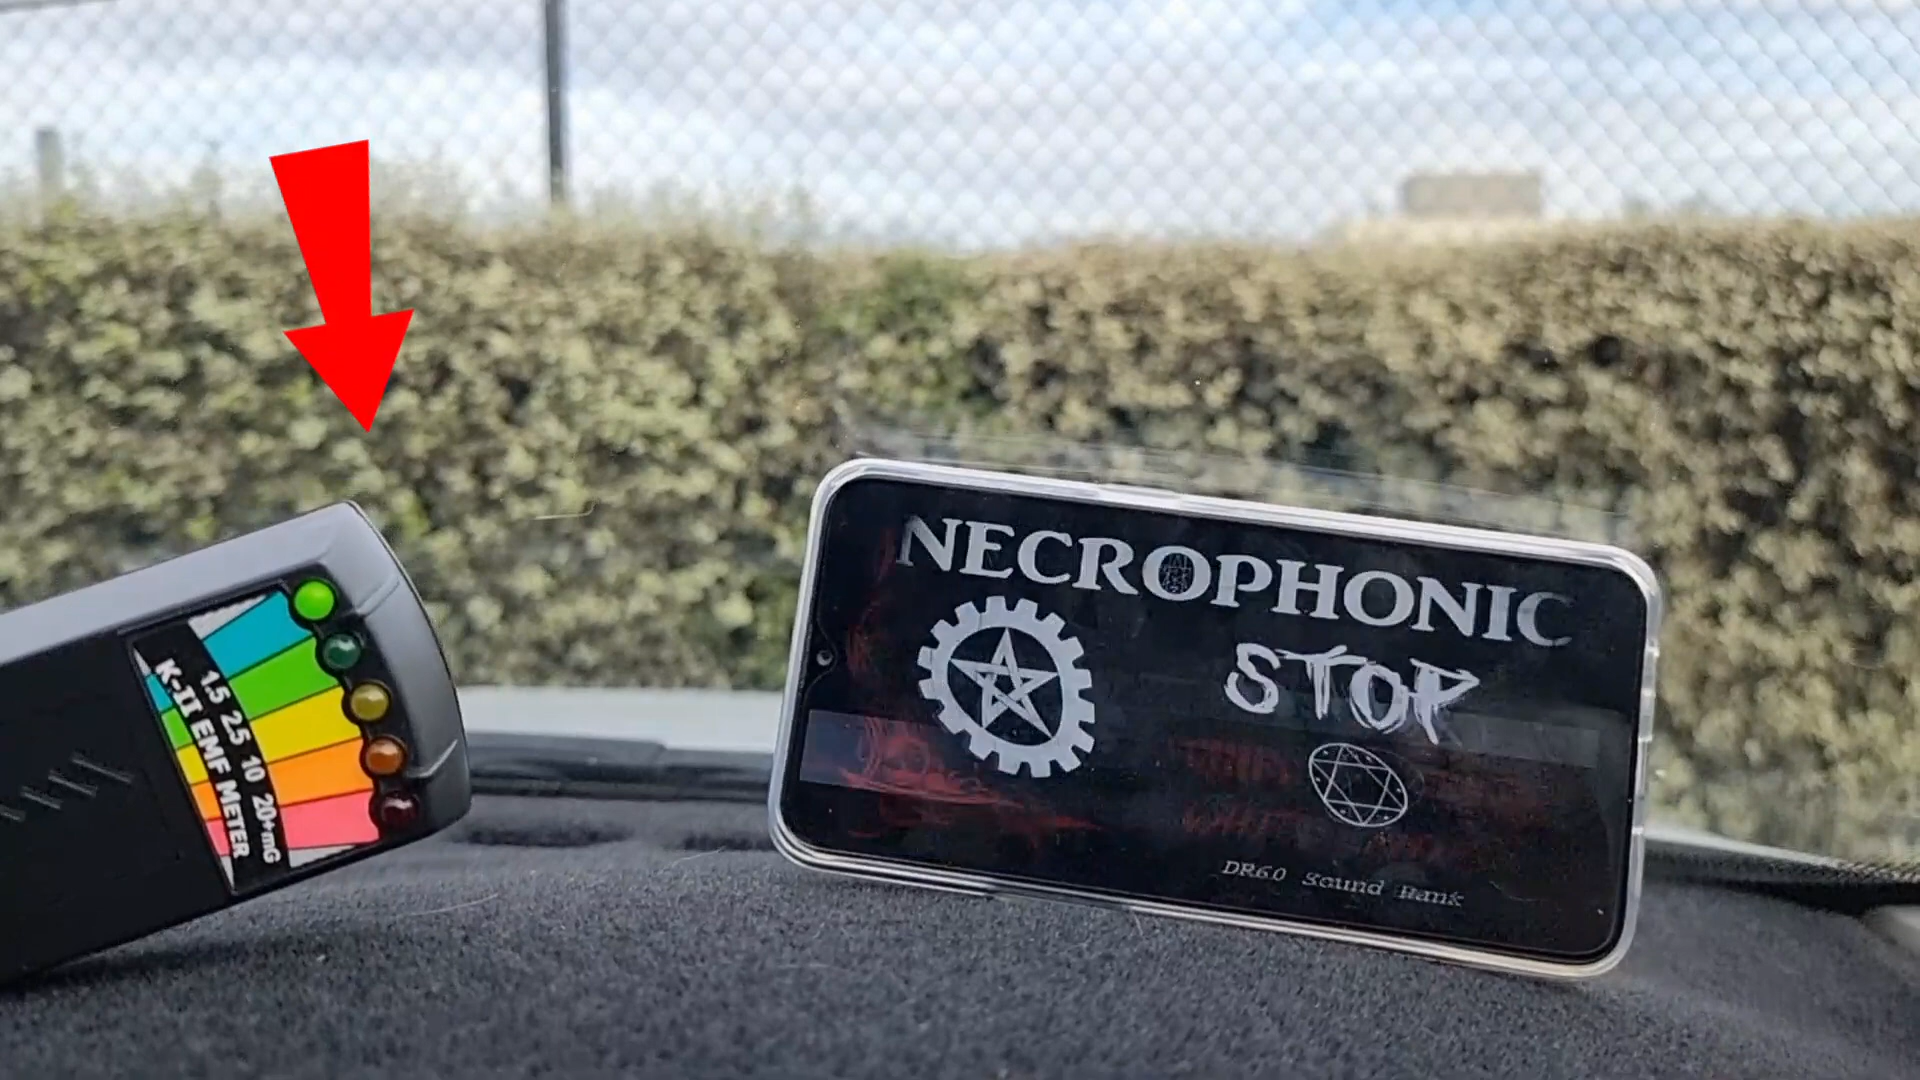 1.5 2.5 10 20+mG
K-II EMF METER
NECROPHONIC
STOP
DR60 Sound Bank